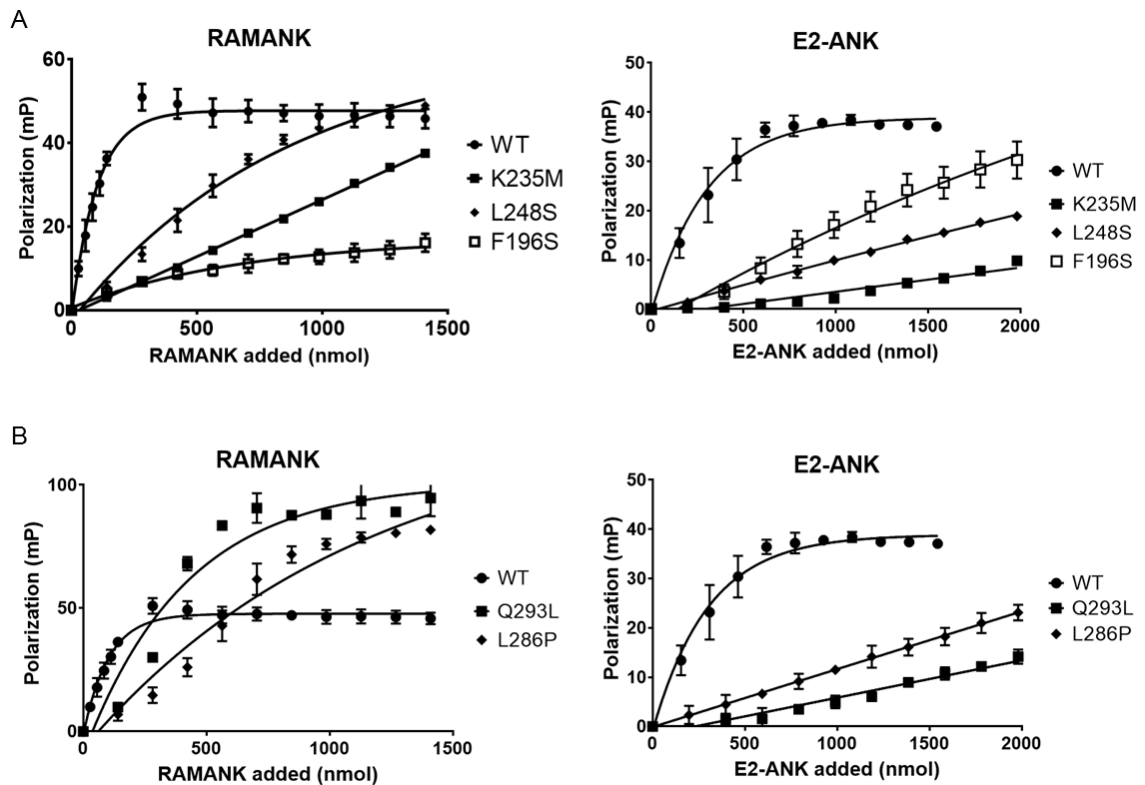 A
RAMANK
Polarization (mP)
60
40
20
0
0
500
1000
1500
RAMANK added (nmol)
WT
K235M
L248S
F196S
E2-ANK
Polarization (mP)
50
40
30
20
10
0
0
500
1000
1500
2000
E2-ANK added (nmol)
WT
K235M
L248S
F196S
B
RAMANK
Polarization (mP)
100
50
0
0
500
1000
1500
RAMANK added (nmol)
WT
Q293L
L286P
E2-ANK
Polarization (mP)
50
40
30
20
10
0
0
500
1000
1500
2000
E2-ANK added (nmol)
WT
Q293L
L286P